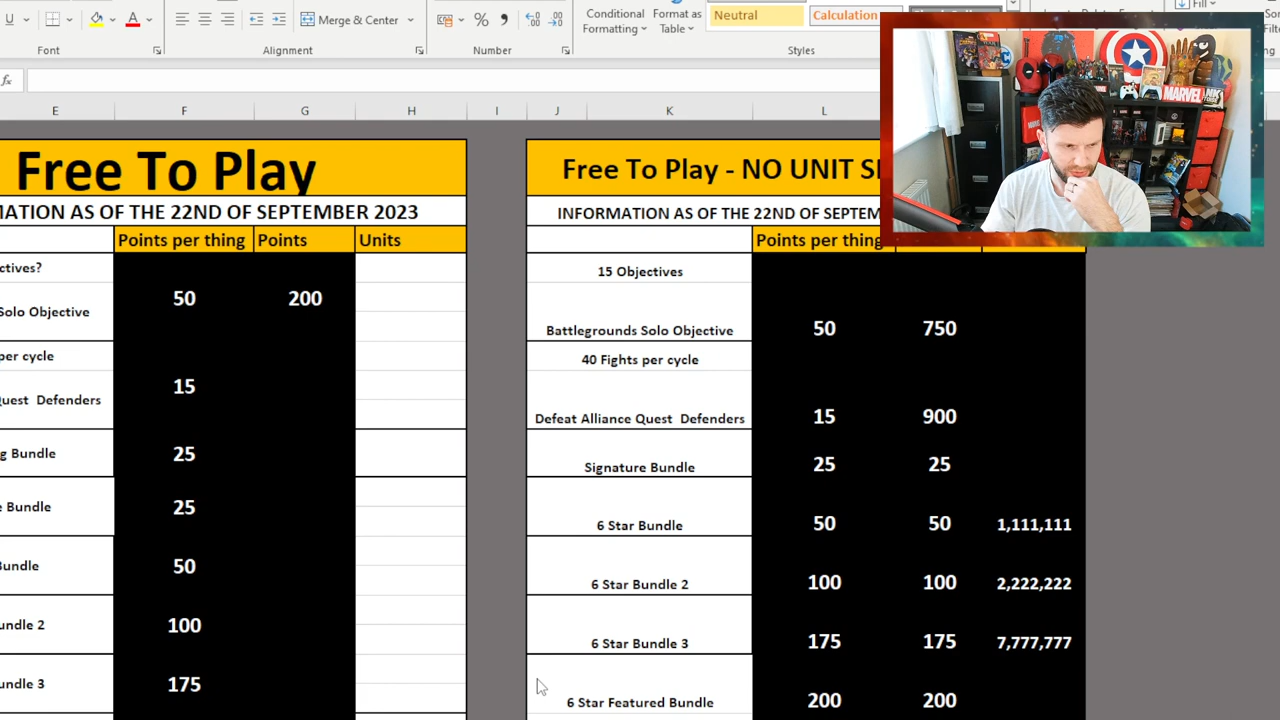 Merge & Center
Conditional Formatting
Format as Table
Neutral
Calculation
Fill
Font
Alignment
Number
Styles
fx
E F G H I J K L
Free To Play
MATION AS OF THE 22ND OF SEPTEMBER 2023
Points per thing Points Units
ctives?
Solo Objective 50 200
per cycle
Quest Defenders 15
g Bundle 25
e Bundle 25
Bundle 50
undle 2 100
undle 3 175
Free To Play - NO UNIT S
INFORMATION AS OF THE 22ND OF SEPTEM
Points per thing
15 Objectives
Battlegrounds Solo Objective 50 750
40 Fights per cycle
Defeat Alliance Quest Defenders 15 900
Signature Bundle 25 25
6 Star Bundle 50 50 1,111,111
6 Star Bundle 2 100 100 2,222,222
6 Star Bundle 3 175 175 7,777,777
6 Star Featured Bundle 200 200
MARVEL